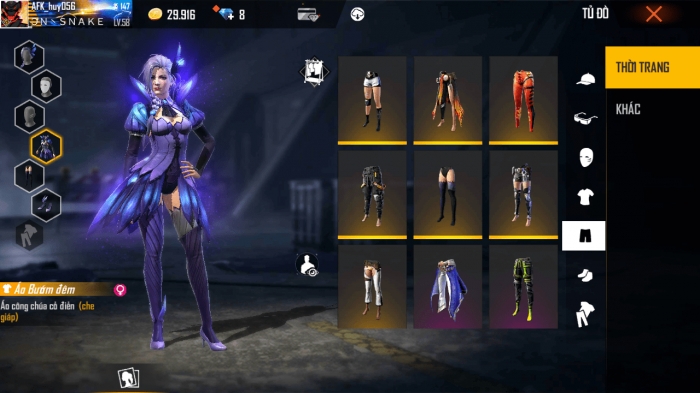 AFK_huy056
147
JN SNAKE
LV.58
29.916
8
TỦ ĐỒ
THỜI TRANG
KHÁC
Áo Bướm đêm
Áo công chúa cổ điển (che
giáp)